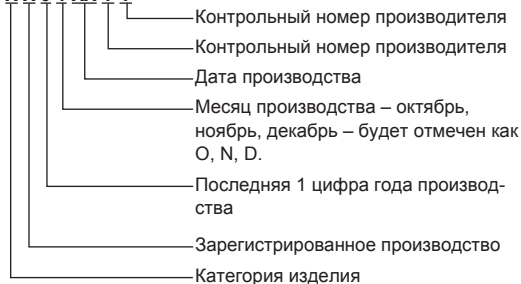 Контрольный номер производителя
Контрольный номер производителя
Дата производства
Месяц производства – октябрь,
ноябрь, декабрь – будет отмечен как
O, N, D.
Последняя 1 цифра года производ-
ства
Зарегистрированное производство
Категория изделия